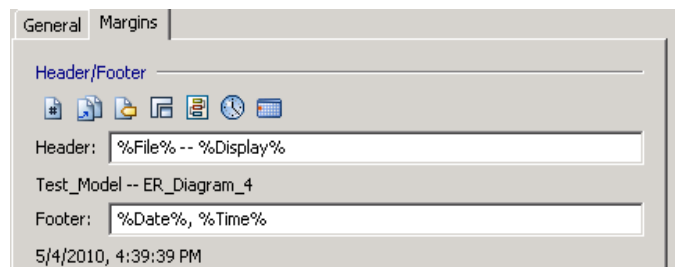 General Margins
Header/Footer
Header: %File% -- %Display%
Test_Model -- ER_Diagram_4
Footer: %Date%, %Time%
5/4/2010, 4:39:39 PM